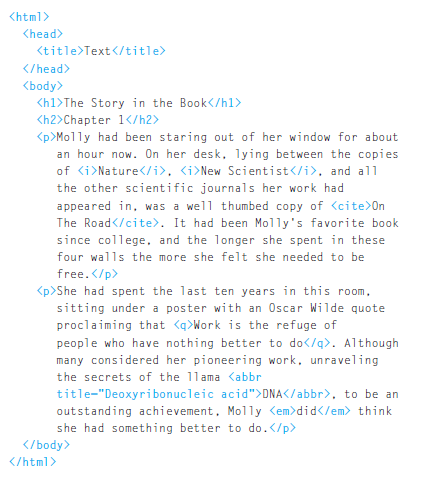 <html>
<head>
<title>Text</title>
</head>
<body>
<h1>The Story in the Book</h1>
<h2>Chapter 1</h2>
<p>Molly had been staring out of her window for about
an hour now. On her desk, lying between the copies
of <i>Nature</i>, <i>New Scientist</i>, and all
the other scientific journals her work had
appeared in, was a well thumbed copy of <cite>On
The Road</cite>. It had been Molly's favorite book
since college, and the longer she spent in these
four walls the more she felt she needed to be
free.</p>
<p>She had spent the last ten years in this room,
sitting under a poster with an Oscar Wilde quote
proclaiming that <q>Work is the refuge of
people who have nothing better to do</q>. Although
many considered her pioneering work, unraveling
the secrets of the llama <abbr
title="Deoxyribonucleic acid">DNA</abbr>, to be an
outstanding achievement, Molly <em>did</em> think
she had something better to do.</p>
</body>
</html>